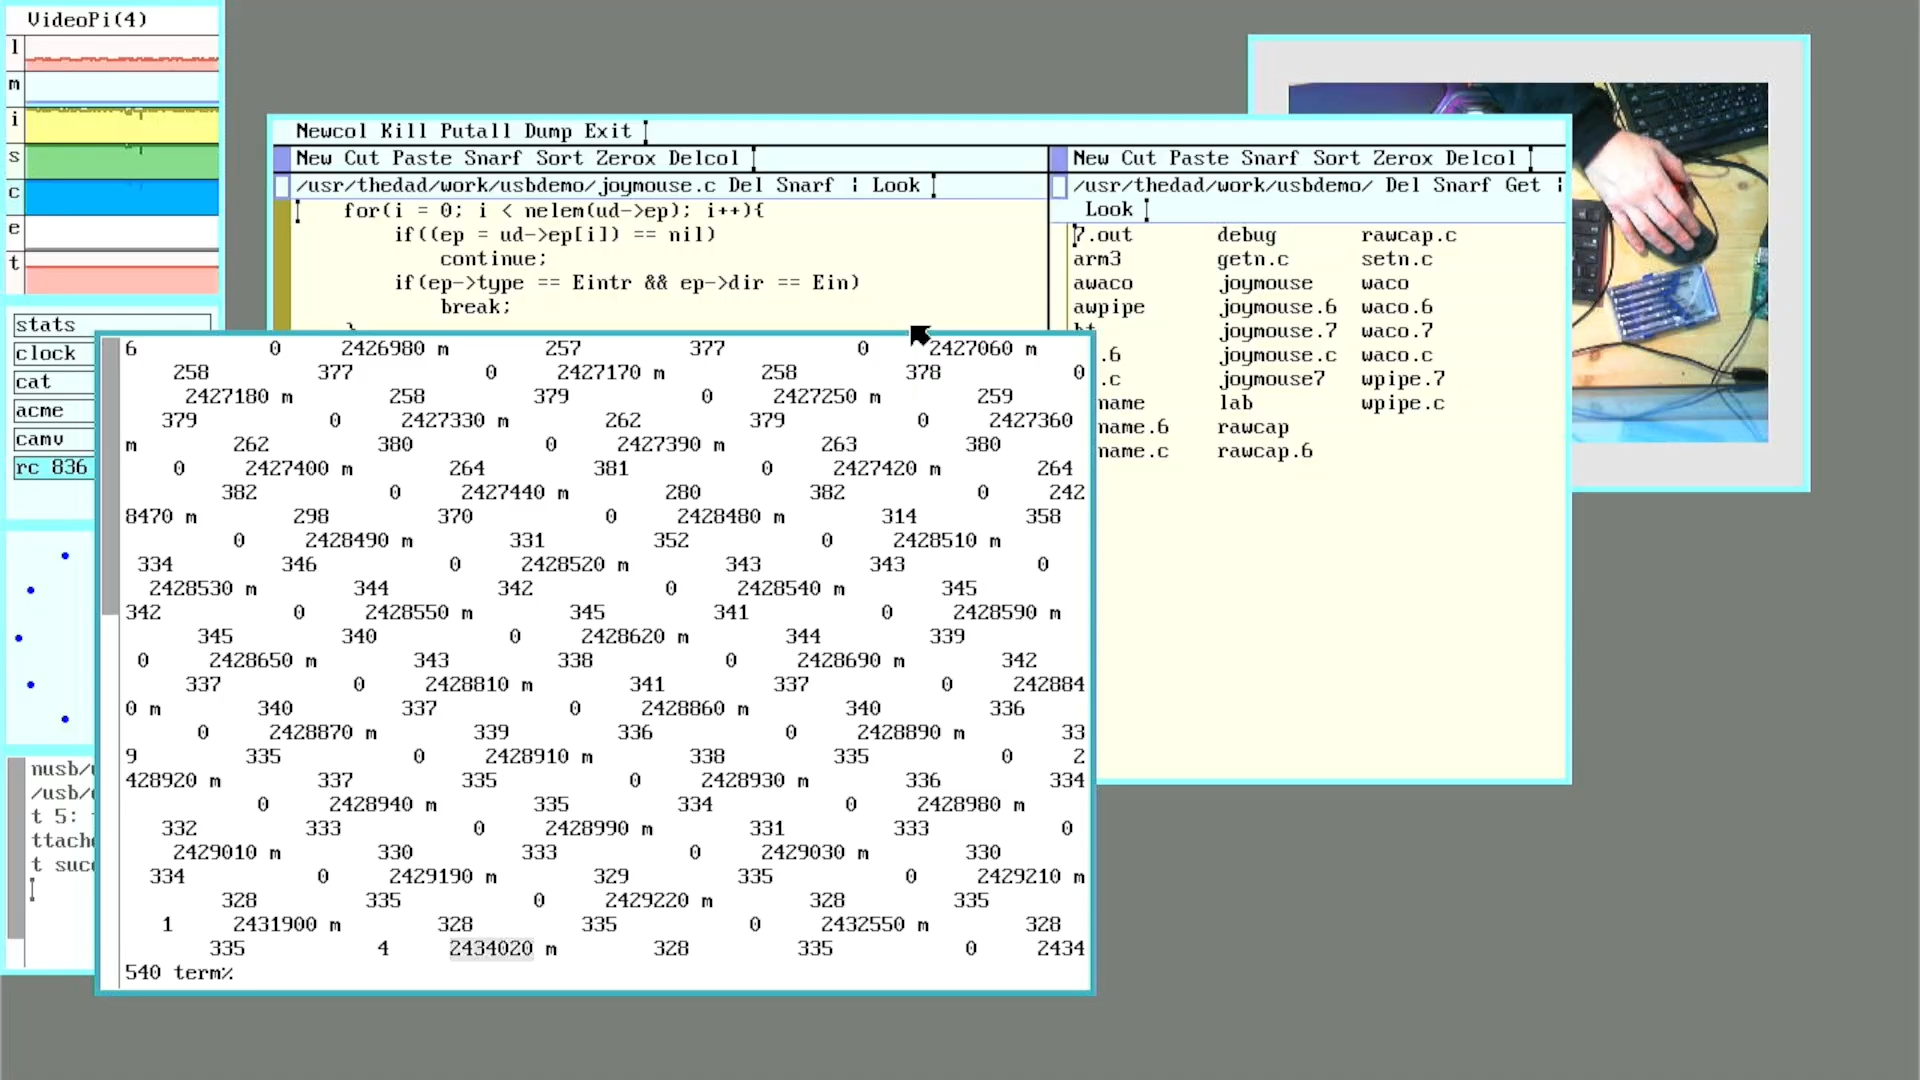 VideoPi(4)
l
m
i
s
c
e
t
stats
clock
cat
acme
camv
rc 836
nusb/
/usb/
t 5:
ttach
t suc
Newcol Kill Putall Dump Exit
New Cut Paste Snarf Sort Zerox Delcol
/usr/thedad/work/usbdemo/joymouse.c Del Snarf | Look
for(i = 0; i < nelem(ud->ep); i++){
if((ep = ud->ep[i]) == nil)
continue;
if(ep->type == Eintr && ep->dir == Ein)
break;
New Cut Paste Snarf Sort Zerox Delcol
/usr/thedad/work/usbdemo/ Del Snarf Get |
Look
7.out debug rawcap.c
arm3 getn.c setn.c
awaco joymouse waco
awpipe joymouse.6 waco.6
joymouse.7 waco.7
.6 joymouse.c waco.c
.c joymouse7 wpipe.7
name lab wpipe.c
name.6 rawcap
name.c rawcap.6
6 0 2426980 m 257 377 0 2427060 m
258 377 0 2427170 m 258 378 0
2427180 m 258 379 0 2427250 m 259
379 0 2427330 m 262 379 0 2427360
m 262 380 0 2427390 m 263 380
0 2427400 m 264 381 0 2427420 m 264
382 0 2427440 m 280 382 0 242
8470 m 298 370 0 2428480 m 314 358
0 2428490 m 331 352 0 2428510 m
334 346 0 2428520 m 343 343 0
2428530 m 344 342 0 2428540 m 345
342 0 2428550 m 345 341 0 2428590 m
345 340 0 2428620 m 344 339
0 2428650 m 343 338 0 2428690 m 342
337 0 2428810 m 341 337 0 242884
0 m 340 337 0 2428860 m 340 336
0 2428870 m 339 336 0 2428890 m 33
9 335 0 2428910 m 338 335 0 2
428920 m 337 335 0 2428930 m 336 334
0 2428940 m 335 334 0 2428980 m
332 333 0 2428990 m 331 333 0
2429010 m 330 333 0 2429030 m 330
334 0 2429190 m 329 335 0 2429210 m
328 335 0 2429220 m 328 335
1 2431900 m 328 335 0 2432550 m 328
335 4 2434020 m 328 335 0 2434
540 term%